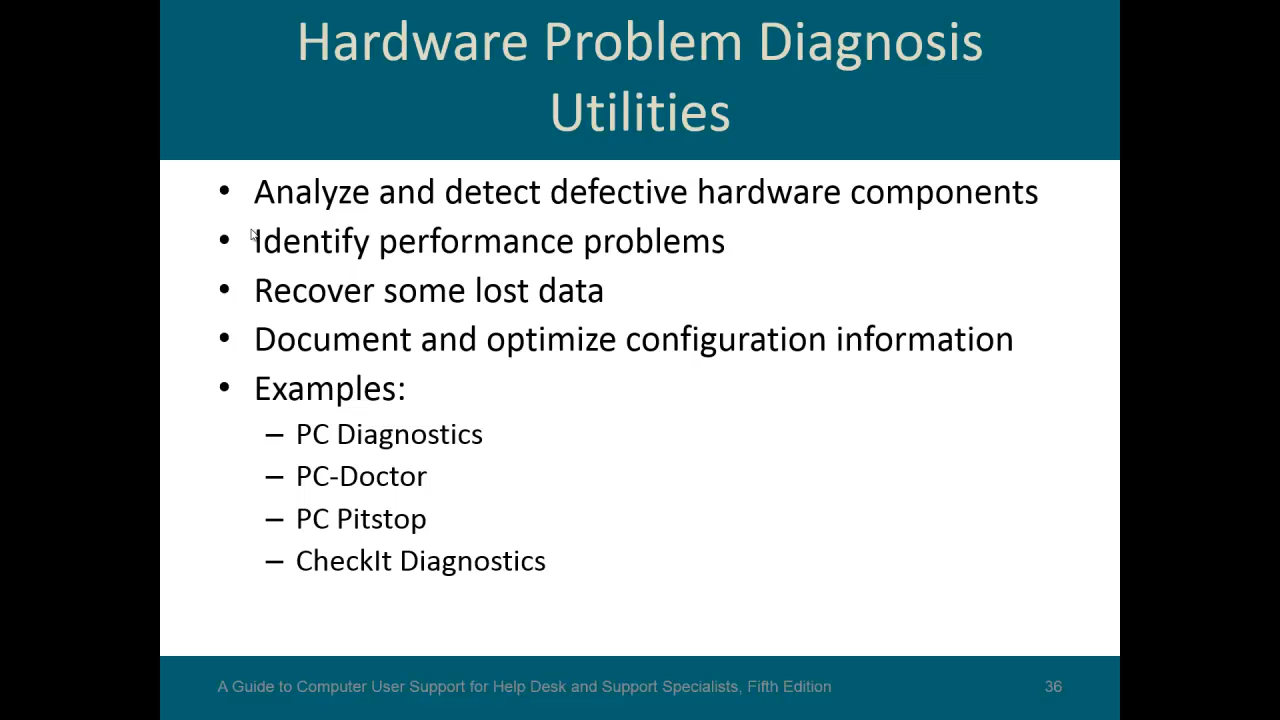 Hardware Problem Diagnosis
Utilities
• Analyze and detect defective hardware components
• Identify performance problems
• Recover some lost data
• Document and optimize configuration information
• Examples:
– PC Diagnostics
– PC-Doctor
– PC Pitstop
– CheckIt Diagnostics
A Guide to Computer User Support for Help Desk and Support Specialists, Fifth Edition
36